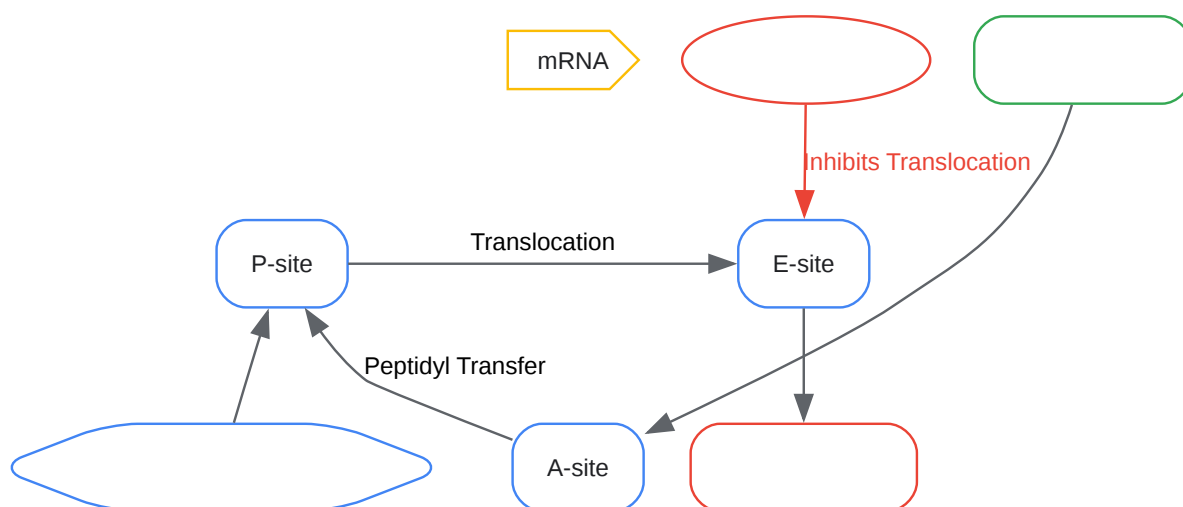 mRNA
Inhibits Translocation
Translocation
P-site
E-site
Peptidyl Transfer
A-site